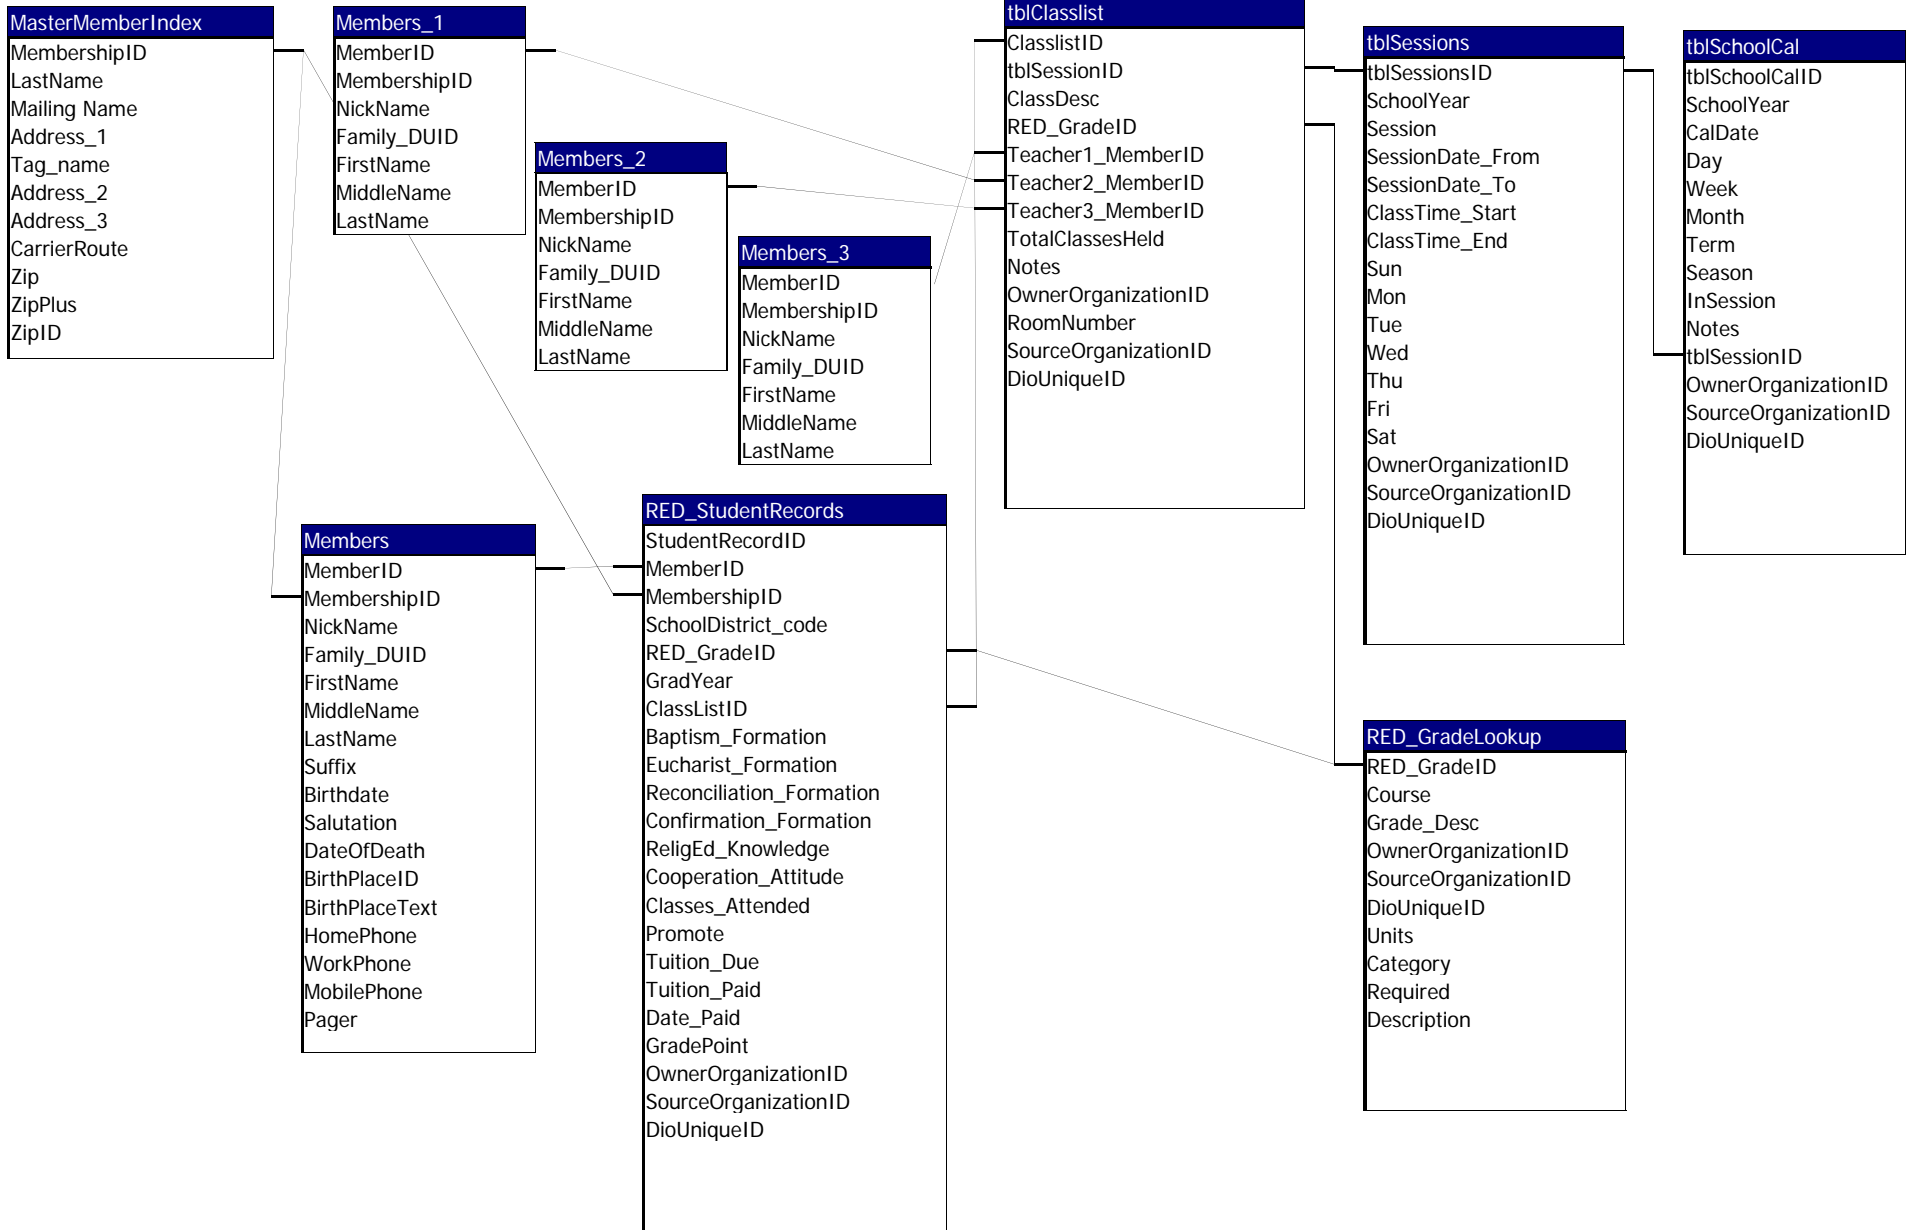 MasterMemberIndex
MembershipID
LastName
Mailing Name
Address_1
Tag_name
Address_2
Address_3
CarrierRoute
Zip
ZipPlus
ZipID
Members_1
MemberID
MembershipID
NickName
Family_DUID
FirstName
MiddleName
LastName
Members_2
MemberID
MembershipID
NickName
Family_DUID
FirstName
MiddleName
LastName
Members_3
MemberID
MembershipID
NickName
Family_DUID
FirstName
MiddleName
LastName
tblClasslist
ClasslistID
tblSessionID
ClassDesc
RED_GradeID
Teacher1_MemberID
Teacher2_MemberID
Teacher3_MemberID
TotalClassesHeld
Notes
OwnerOrganizationID
RoomNumber
SourceOrganizationID
DioUniqueID
tblSessions
tblSessionsID
SchoolYear
Session
SessionDate_From
SessionDate_To
ClassTime_Start
ClassTime_End
Sun
Mon
Tue
Wed
Thu
Fri
Sat
OwnerOrganizationID
SourceOrganizationID
DioUniqueID
tblSchoolCal
tblSchoolCalID
SchoolYear
CalDate
Day
Week
Month
Term
Season
InSession
Notes
tblSessionID
OwnerOrganizationID
SourceOrganizationID
DioUniqueID
Members
MemberID
MembershipID
NickName
Family_DUID
FirstName
MiddleName
LastName
Suffix
Birthdate
Salutation
DateOfDeath
BirthPlaceID
BirthPlaceText
HomePhone
WorkPhone
MobilePhone
Pager
RED_StudentRecords
StudentRecordID
MemberID
MembershipID
SchoolDistrict_code
RED_GradeID
GradYear
ClassListID
Baptism_Formation
Eucharist_Formation
Reconciliation_Formation
Confirmation_Formation
ReligEd_Knowledge
Cooperation_Attitude
Classes_Attended
Promote
Tuition_Due
Tuition_Paid
Date_Paid
GradePoint
OwnerOrganizationID
SourceOrganizationID
DioUniqueID
RED_GradeLookup
RED_GradeID
Course
Grade_Desc
OwnerOrganizationID
SourceOrganizationID
DioUniqueID
Units
Category
Required
Description